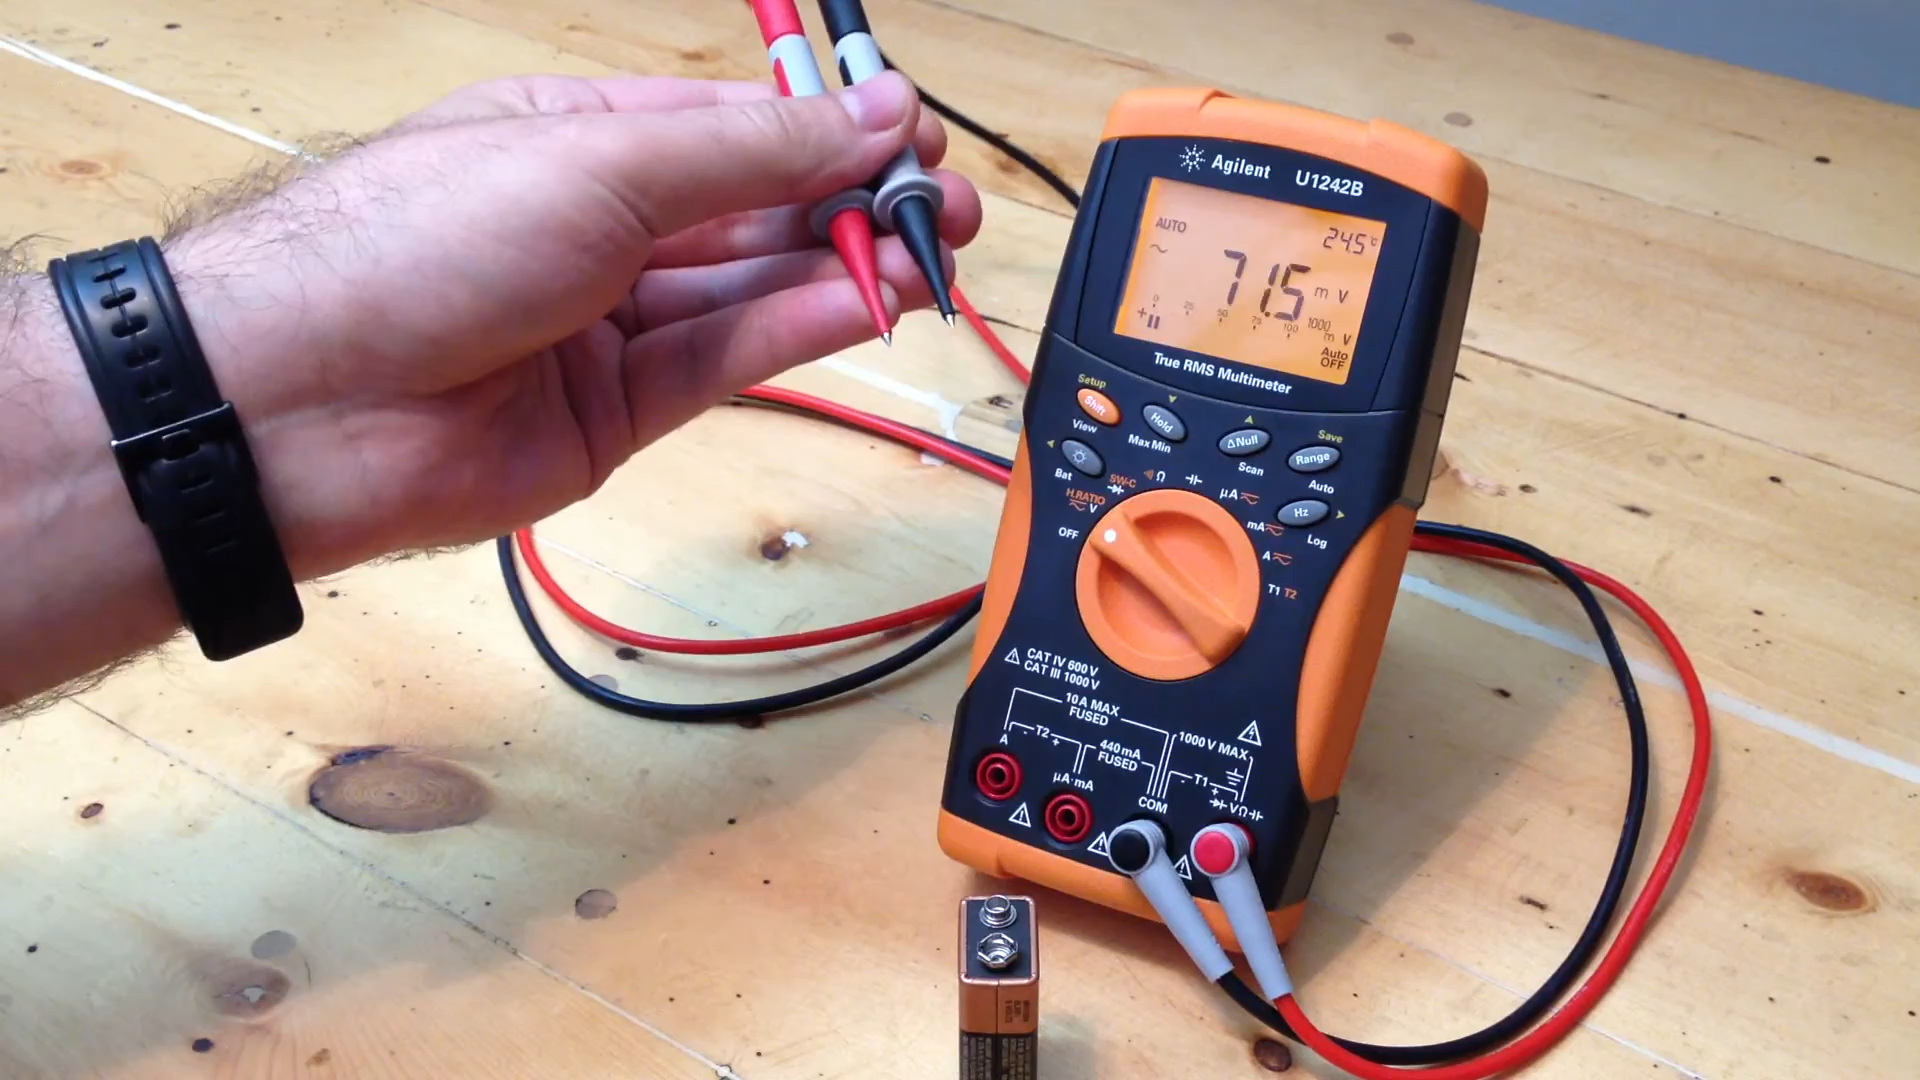 Agilent U1242B
AUTO
24.5 °C
~
71.5 m V
0 25 50 75 100 1000
+
m V
Auto
OFF
True RMS Multimeter
Setup
Shift
View
Hold
Max Min
ΔNull
Scan
Save
Range
Auto
Bat
Hz
Log
OFF
H.RATIO
V
SW-C
Ω
µA
mA
A
T1 T2
CAT IV 600 V
CAT III 1000 V
10 A MAX
FUSED
A
- T2 +
440 mA
FUSED
µA·mA
1000 V MAX
- T1 +
COM
VΩ